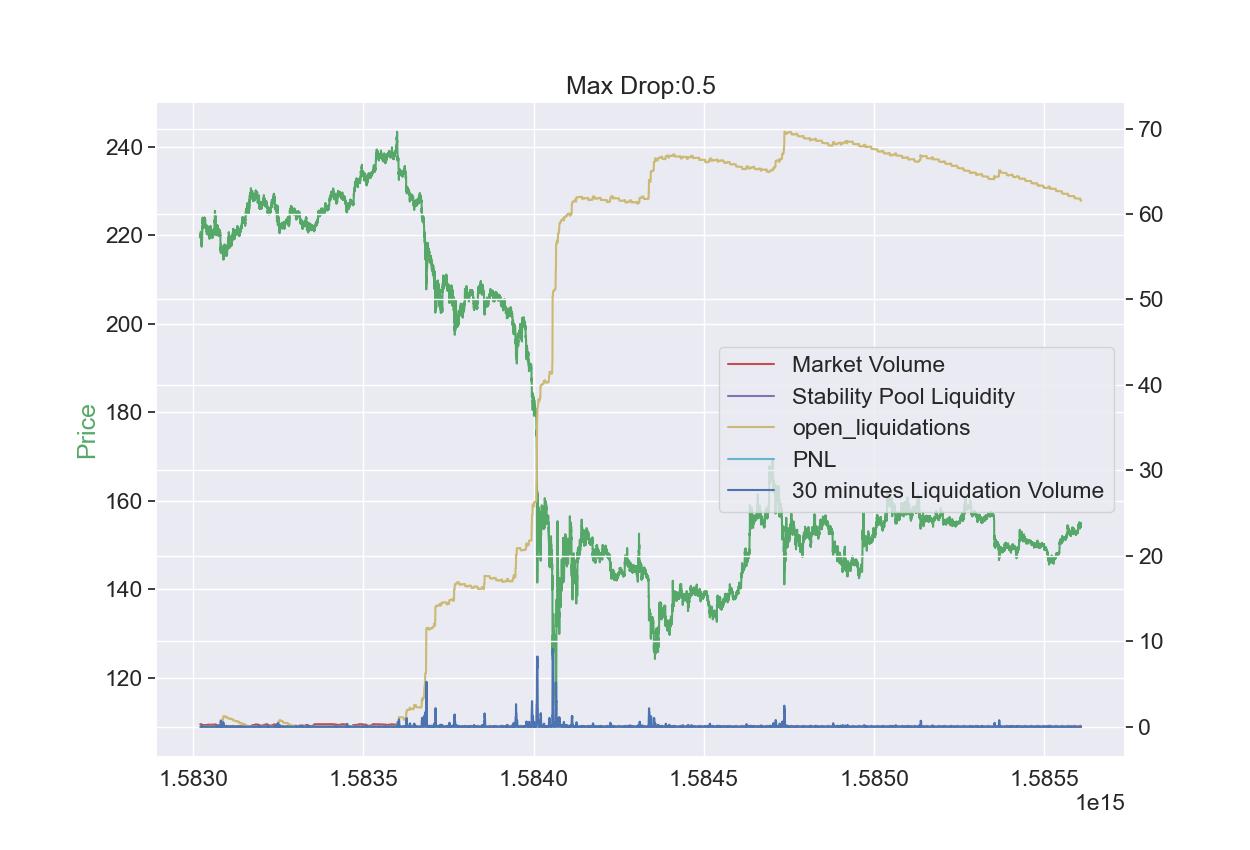 Max Drop:0.5
Price
240
220
200
180
160
140
120
70
60
50
40
30
20
10
0
Market Volume
Stability Pool Liquidity
open_liquidations
PNL
30 minutes Liquidation Volume
1.5830 1.5835 1.5840 1.5845 1.5850 1.5855
1e15